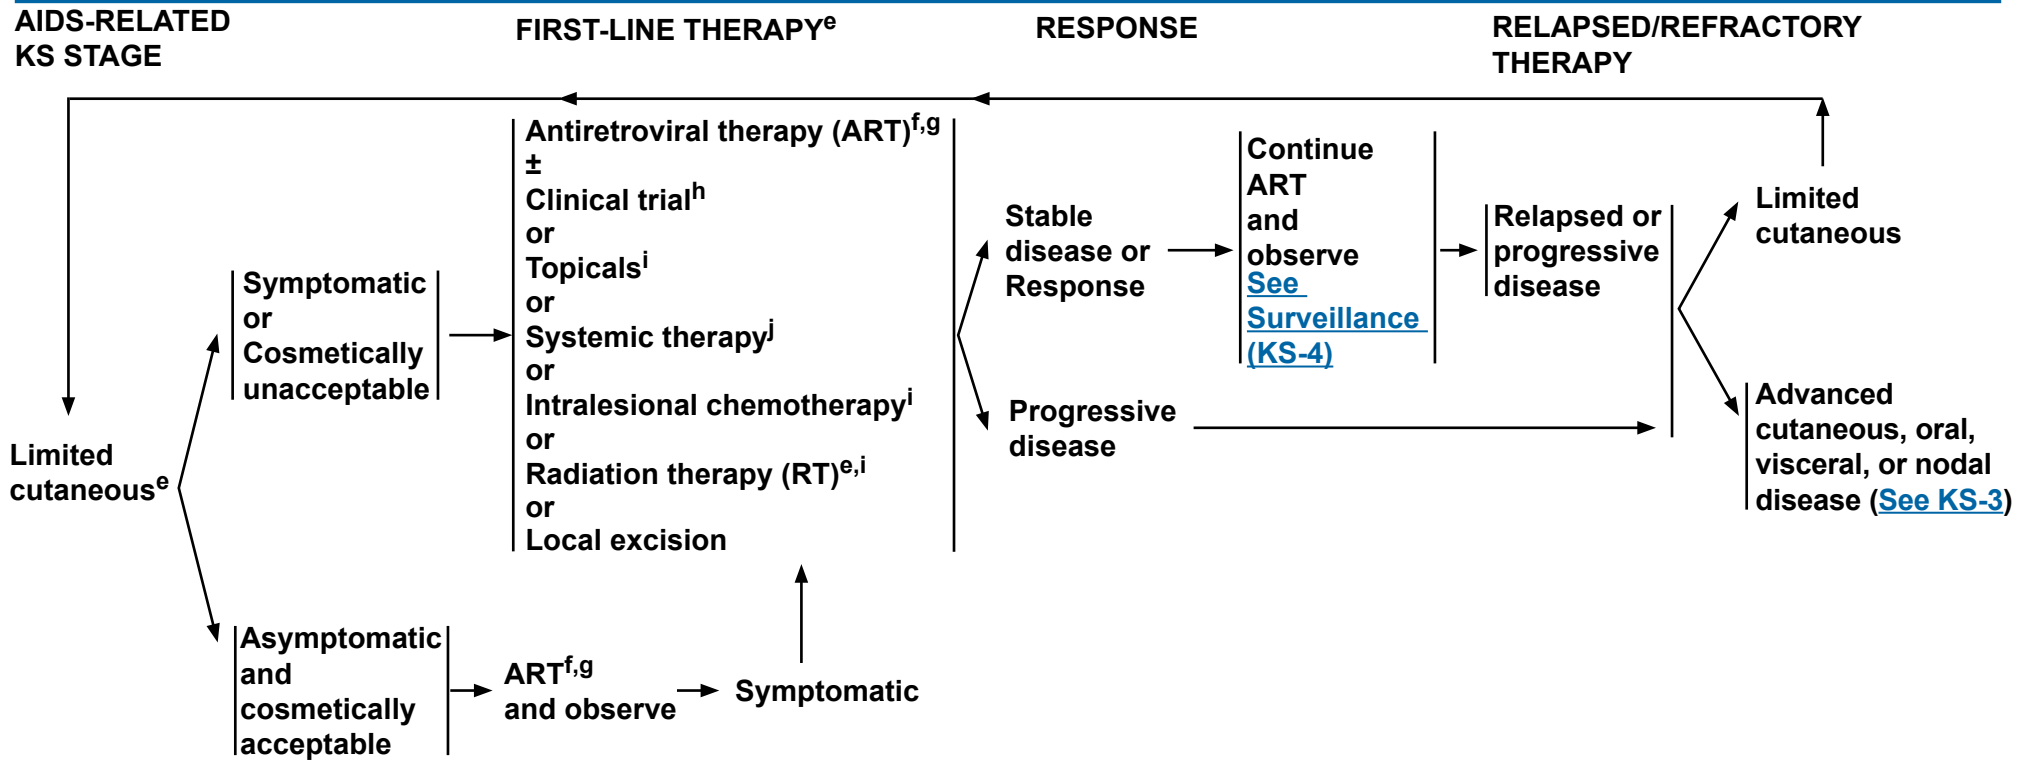 AIDS-RELATED
KS STAGE
FIRST-LINE THERAPYe
RESPONSE
RELAPSED/REFRACTORY
THERAPY
Limited
cutaneouse
Symptomatic
or
Cosmetically
unacceptable
Asymptomatic
and
cosmetically
acceptable
ARTf,g
and observe
Symptomatic
Antiretroviral therapy (ART)f,g
±
Clinical trialh
or
Topicalsi
or
Systemic therapyj
or
Intralesional chemotherapyi
or
Radiation therapy (RT)e,i
or
Local excision
Stable
disease or
Response
Progressive
disease
Continue
ART
and
observe
See
Surveillance
(KS-4)
Relapsed or
progressive
disease
Limited
cutaneous
Advanced
cutaneous, oral,
visceral, or nodal
disease (See KS-3)